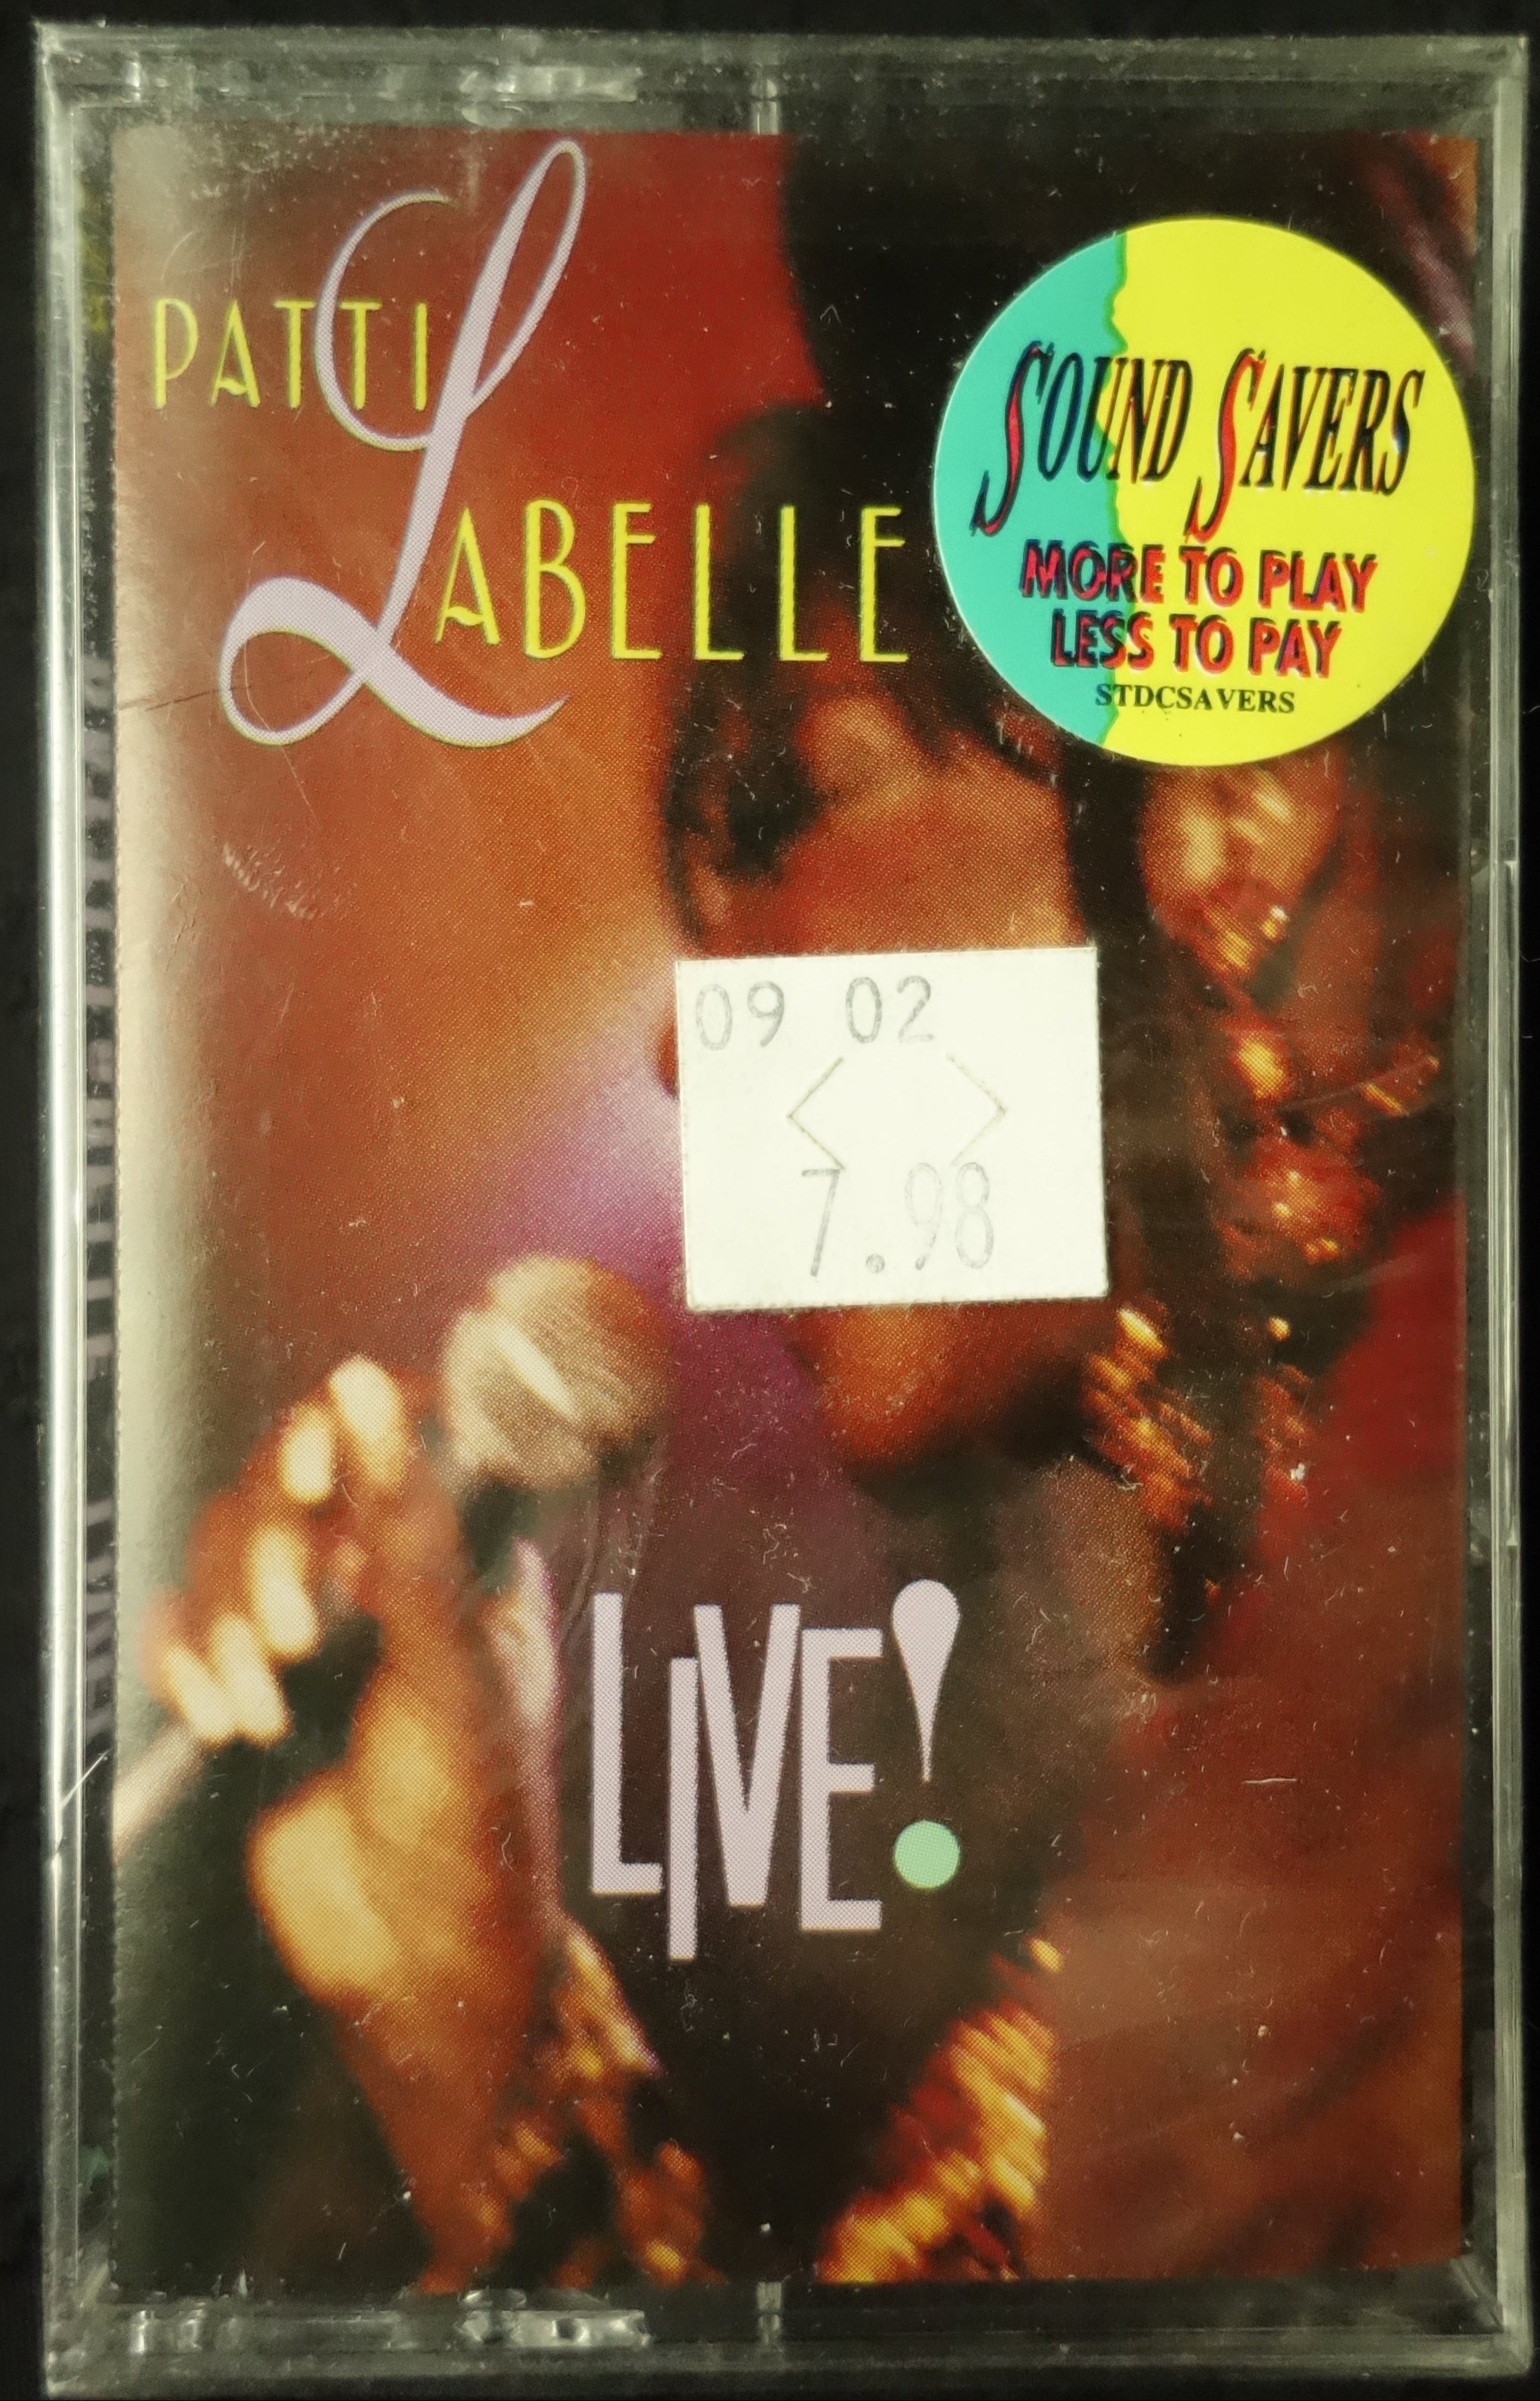 PATTI
LABELLE
SOUND SAVERS
MORE TO PLAY
LESS TO PAY
STDCSAVERS
09 02
7.98
LIVE!